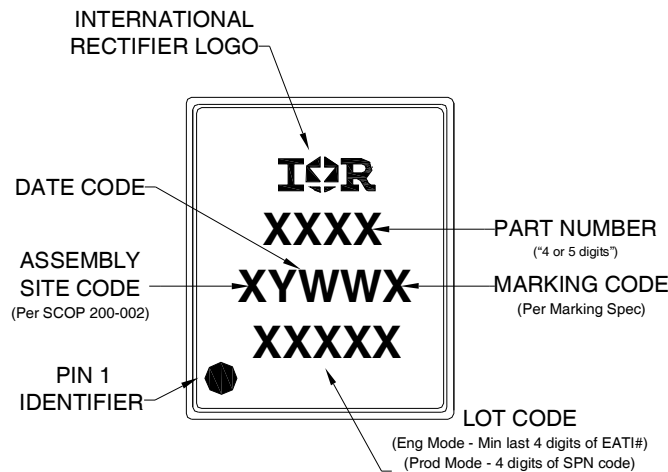 INTERNATIONAL
RECTIFIER LOGO
IOR
DATE CODE
XXXX
PART NUMBER
(“4 or 5 digits”)
ASSEMBLY
SITE CODE
(Per SCOP 200-002)
XYWWX
MARKING CODE
(Per Marking Spec)
XXXXX
PIN 1
IDENTIFIER
LOT CODE
(Eng Mode - Min last 4 digits of EATI#)
(Prod Mode - 4 digits of SPN code)